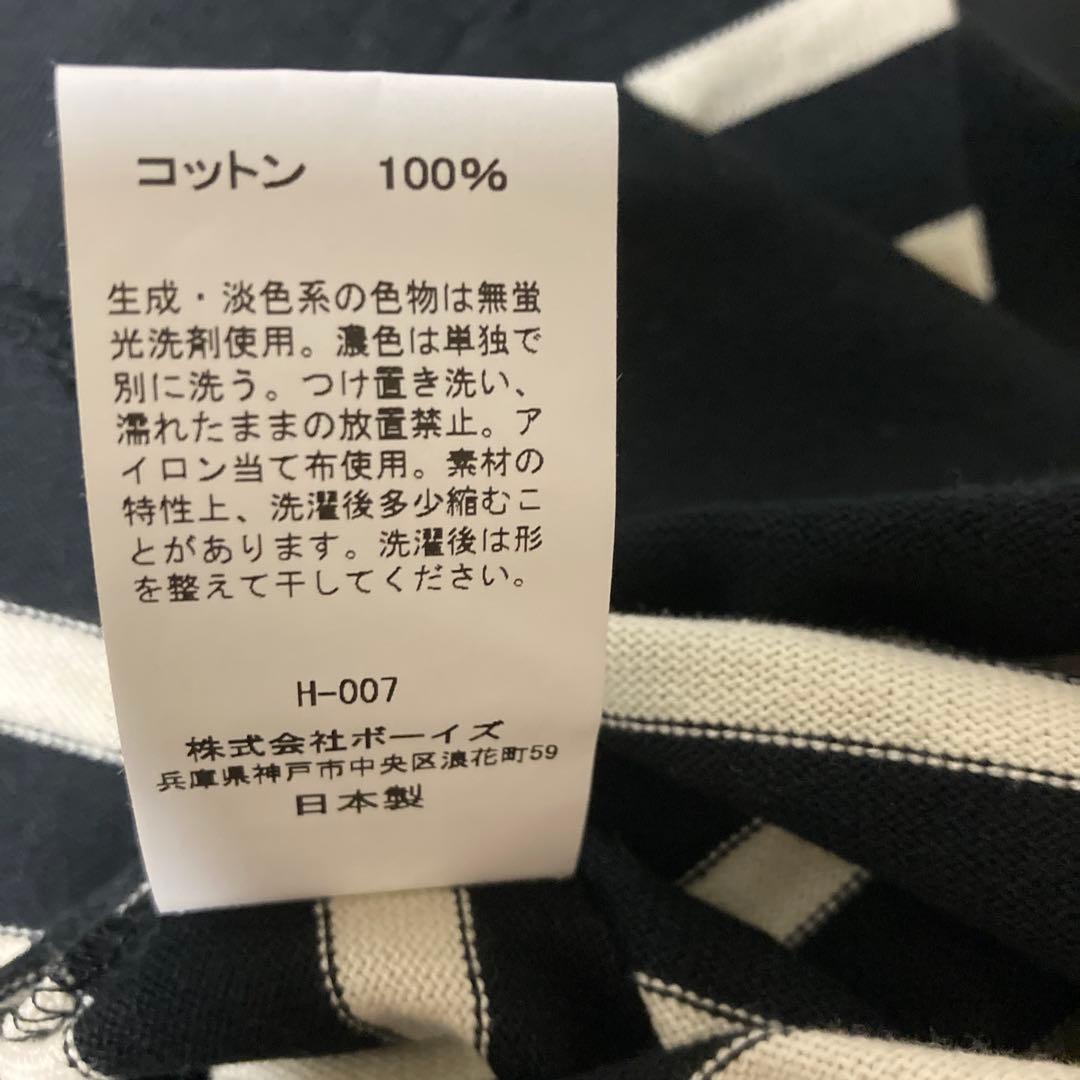 コットン　100%
生成・淡色系の色物は無蛍
光洗剤使用。濃色は単独で
別に洗う。つけ置き洗い、
濡れたままの放置禁止。ア
イロン当て布使用。素材の
特性上、洗濯後多少縮むこ
とがあります。洗濯後は形
を整えて干してください。
H-007
株式会社ボーイズ
兵庫県神戸市中央区浪花町59
日本製